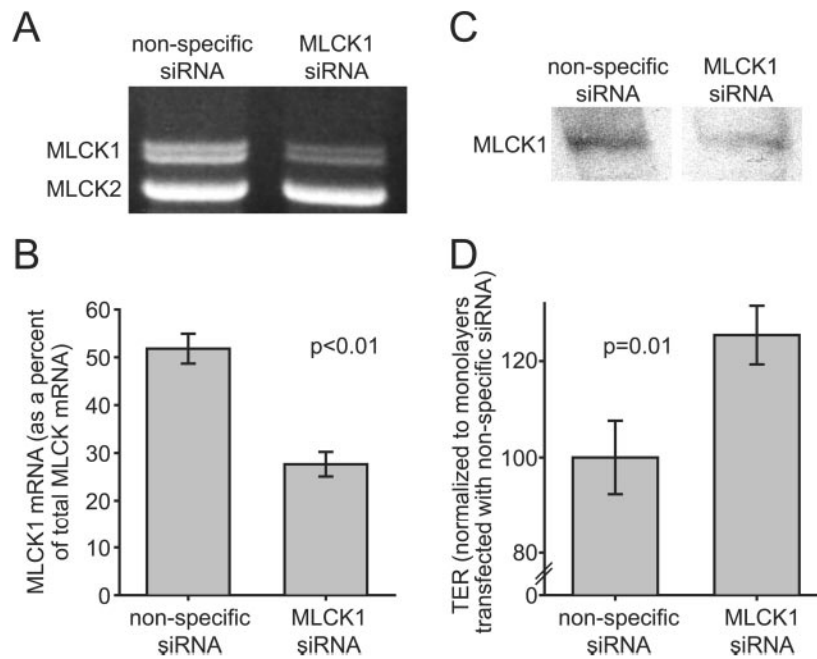 A
non-specific siRNA
MLCK1 siRNA
MLCK1
MLCK2
B
MLCK1 mRNA (as a percent
of total MLCK mRNA)
60
50
40
30
20
10
0
p<0.01
non-specific
siRNA
MLCK1
siRNA
C
non-specific
siRNA
MLCK1
siRNA
MLCK1
D
TER (normalized to monolayers
transfected with non-specific siRNA)
120
100
80
0
p=0.01
non-specific
siRNA
MLCK1
siRNA